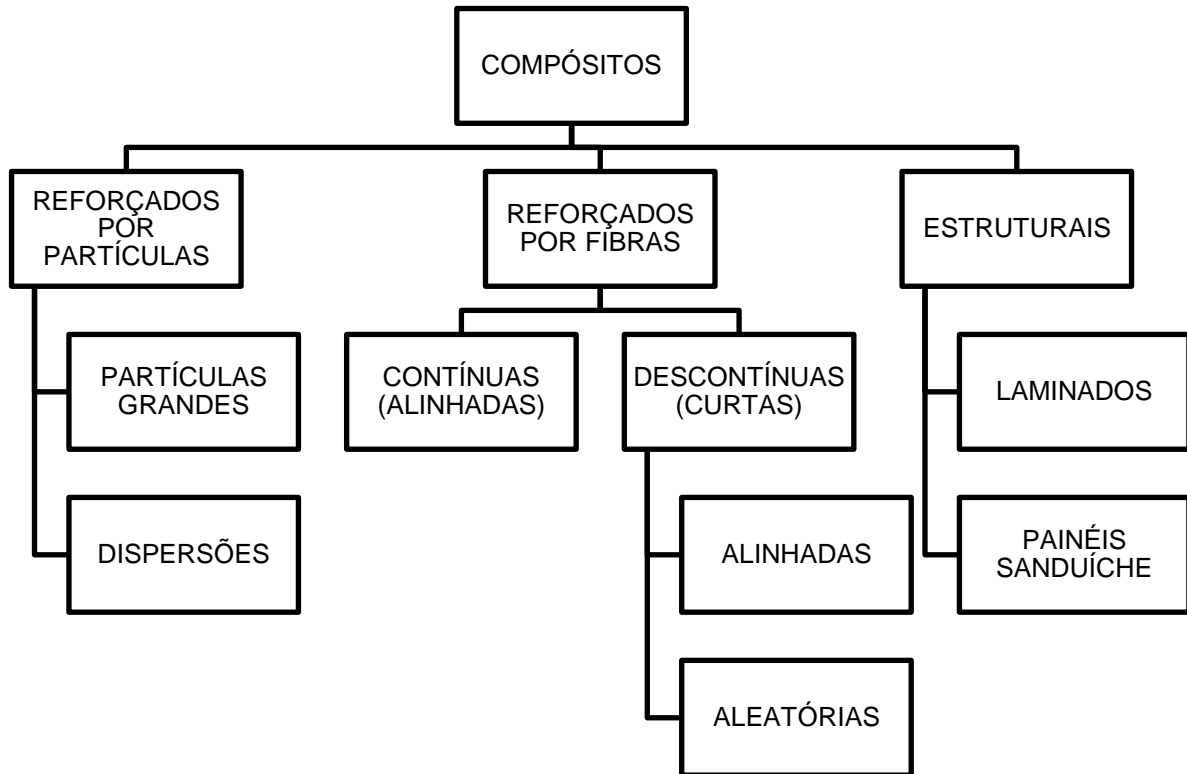 COMPÓSITOS
REFORÇADOS
POR
PARTÍCULAS
REFORÇADOS
POR FIBRAS
ESTRUTURAIS
PARTÍCULAS
GRANDES
CONTÍNUAS
(ALINHADAS)
DESCONTÍNUAS
(CURTAS)
LAMINADOS
DISPERSÕES
ALINHADAS
PAINÉIS
SANDUÍCHE
ALEATÓRIAS